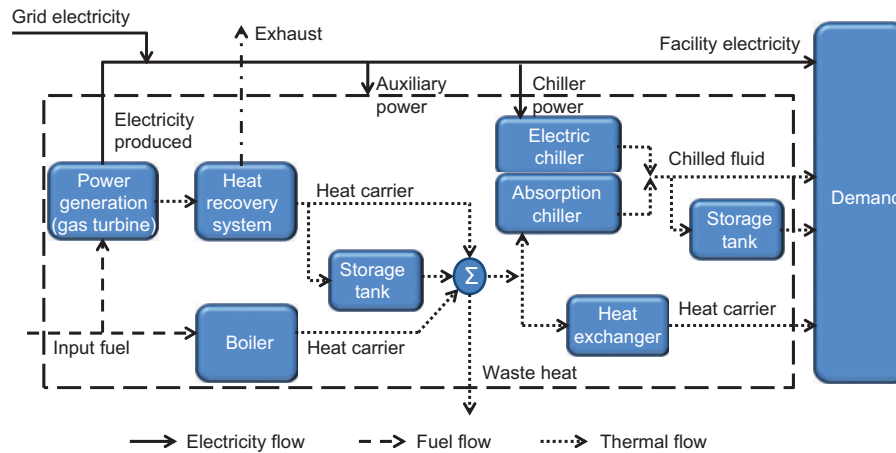 Grid electricity
Exhaust
Facility electricity
Auxiliary
power
Chiller
power
Electricity
produced
Electric
chiller
Power
generation
(gas turbine)
Heat
recovery
system
Heat carrier
Absorption
chiller
Chilled fluid
Demand
Storage
tank
Storage
tank
Σ
Input fuel
Boiler
Heat carrier
Heat
exchanger
Heat carrier
Waste heat
Electricity flow
Fuel flow
Thermal flow